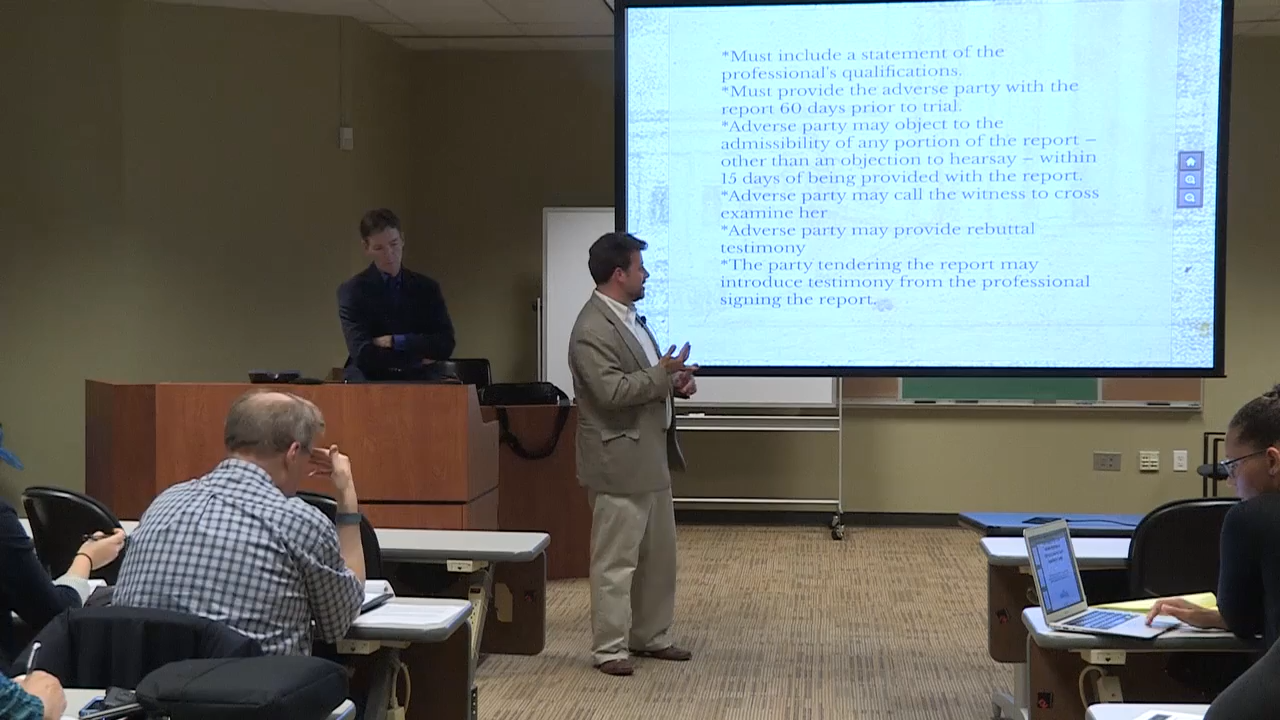 *Must include a statement of the
professional's qualifications.
*Must provide the adverse party with the
report 60 days prior to trial.
*Adverse party may object to the
admissibility of any portion of the report –
other than an objection to hearsay – within
15 days of being provided with the report.
*Adverse party may call the witness to cross
examine her
*Adverse party may provide rebuttal
testimony
*The party tendering the report may
introduce testimony from the professional
signing the report.